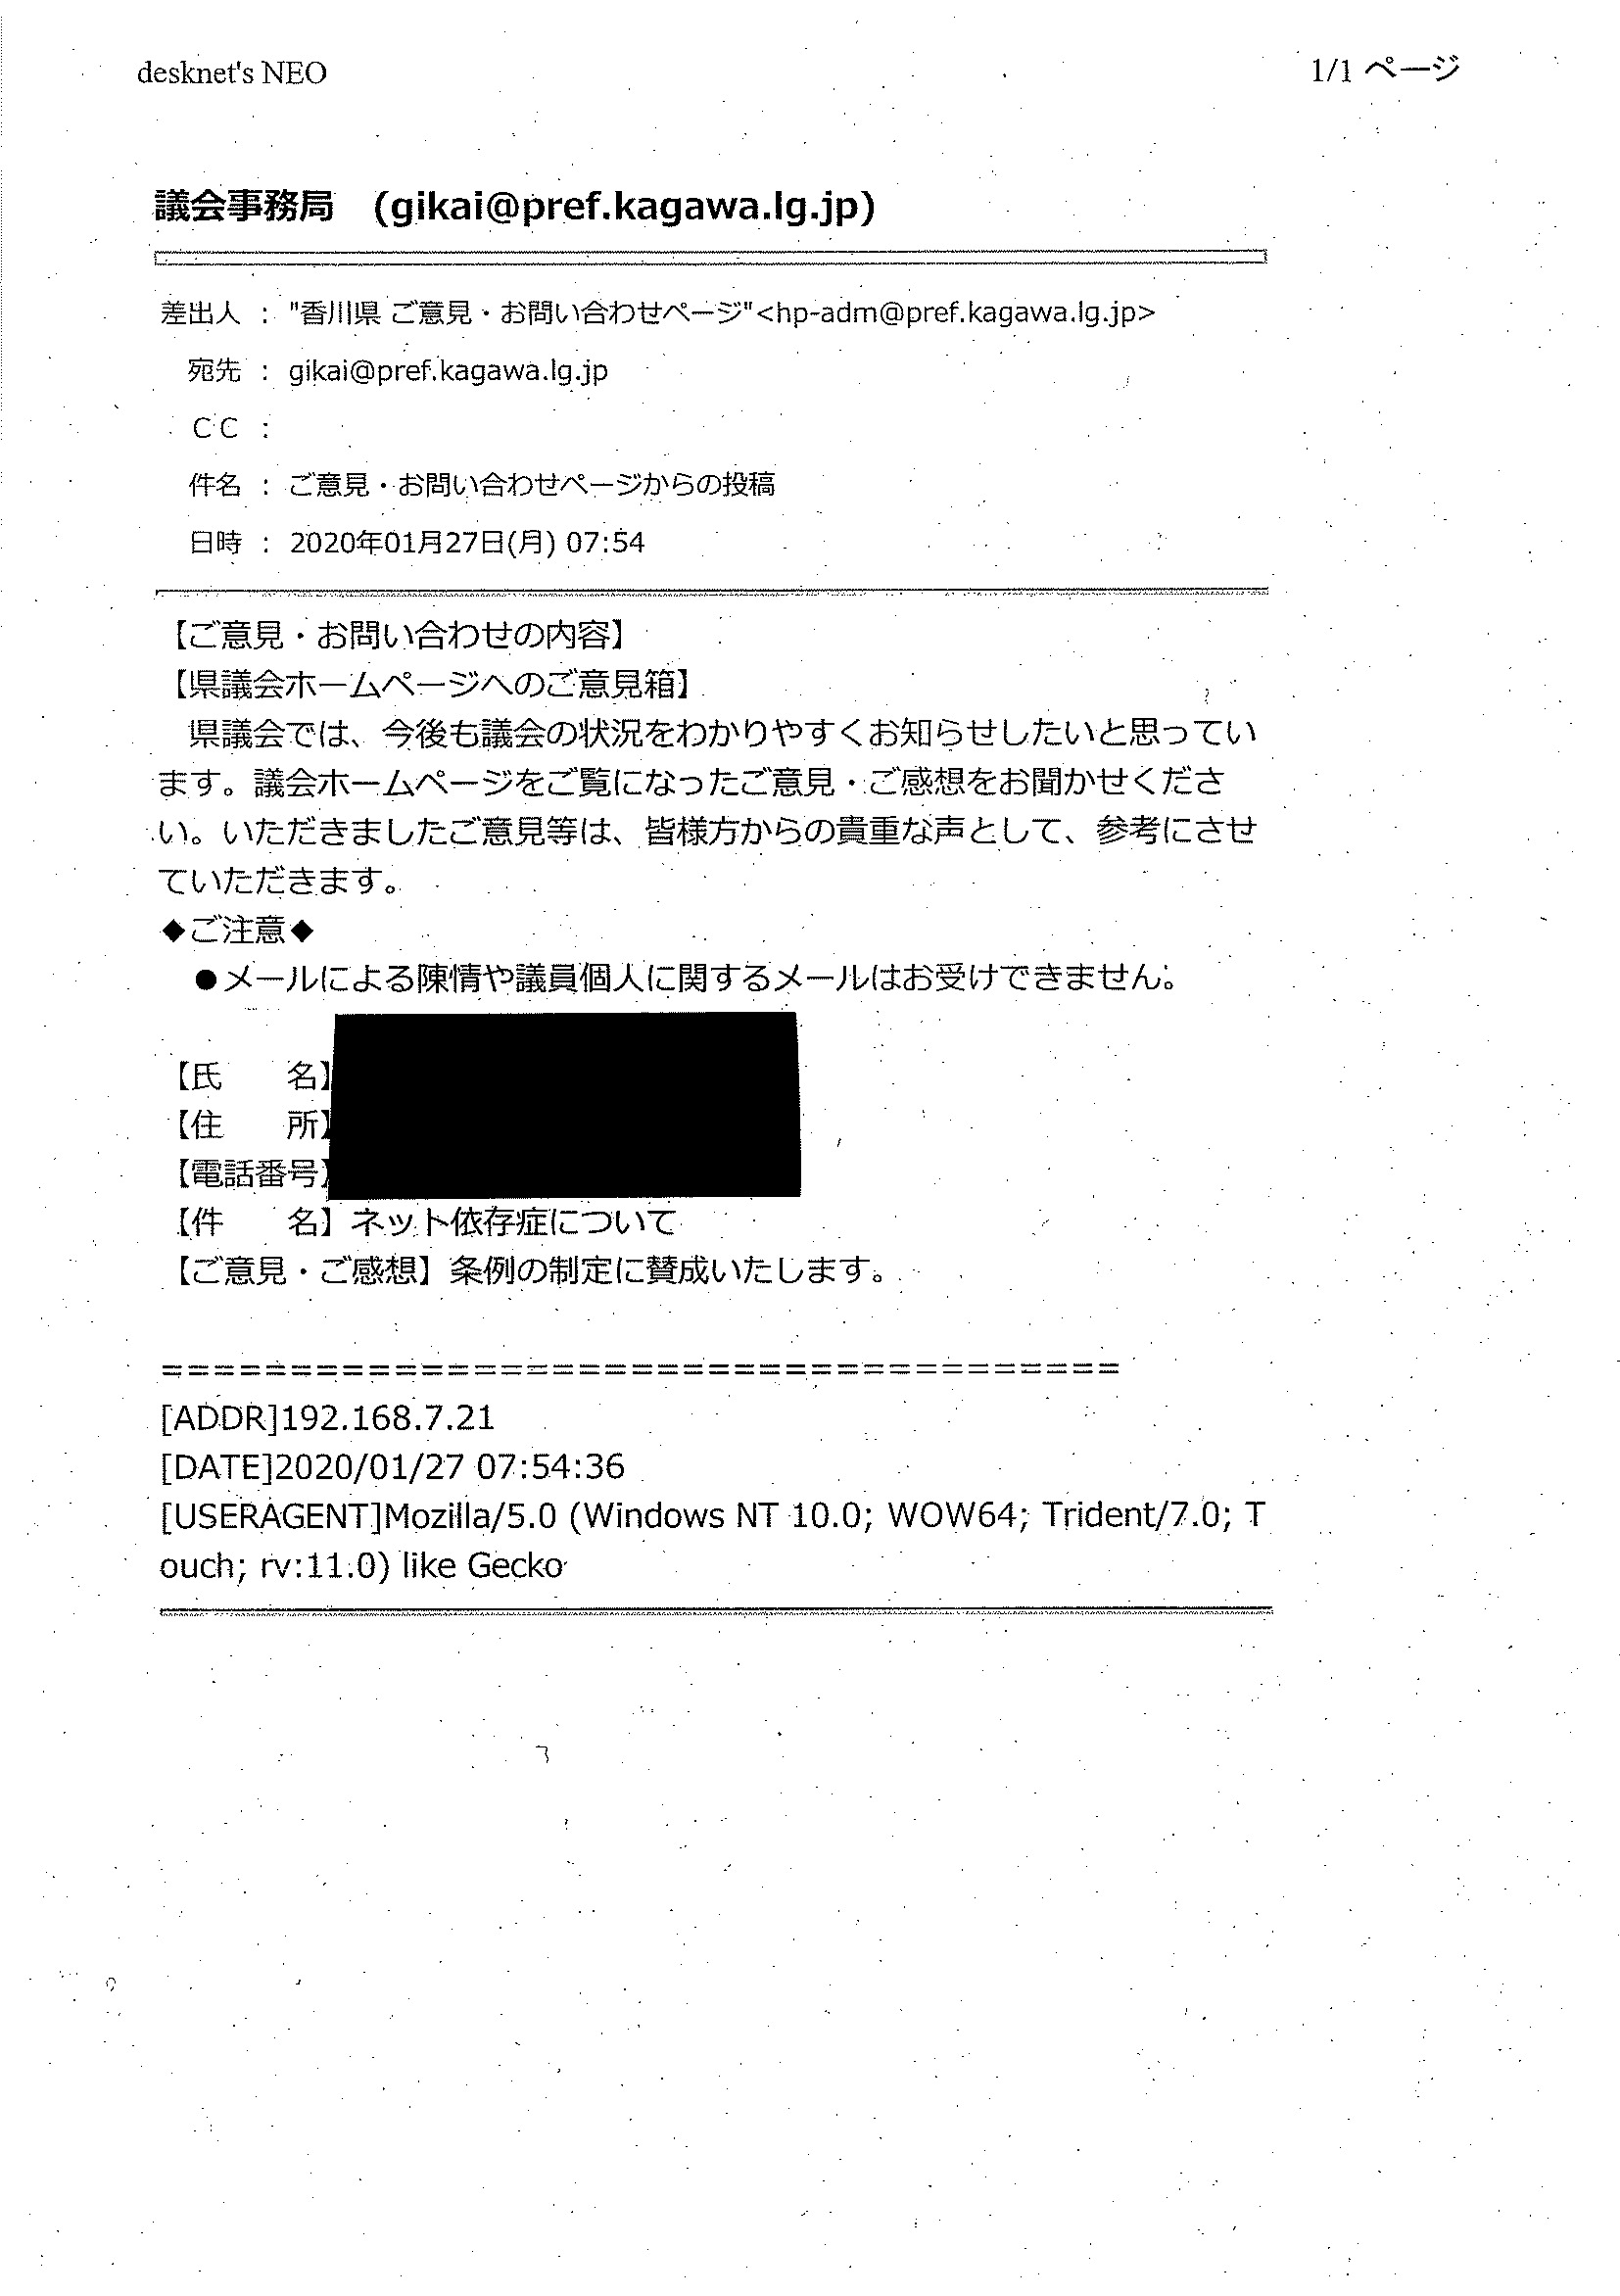 desknet's NEO
1/1 ページ
議会事務局　(gikai@pref.kagawa.lg.jp)
差出人 ： "香川県 ご意見・お問い合わせページ"<hp-adm@pref.kagawa.lg.jp>
宛先 ： gikai@pref.kagawa.lg.jp
ＣＣ ：
件名 ： ご意見・お問い合わせページからの投稿
日時 ： 2020年01月27日(月) 07:54
【ご意見・お問い合わせの内容】
【県議会ホームページへのご意見箱】
　県議会では、今後も議会の状況をわかりやすくお知らせしたいと思ってい
ます。議会ホームページをご覧になったご意見・ご感想をお聞かせくださ
い。いただきましたご意見等は、皆様方からの貴重な声として、参考にさせ
ていただきます。
◆ご注意◆
　●メールによる陳情や議員個人に関するメールはお受けできません。
【氏　　名】
【住　　所】
【電話番号】
【件　　名】ネット依存症について
【ご意見・ご感想】条例の制定に賛成いたします。
=====================================
[ADDR]192.168.7.21
[DATE]2020/01/27 07:54:36
[USERAGENT]Mozilla/5.0 (Windows NT 10.0; WOW64; Trident/7.0; T
ouch; rv:11.0) like Gecko